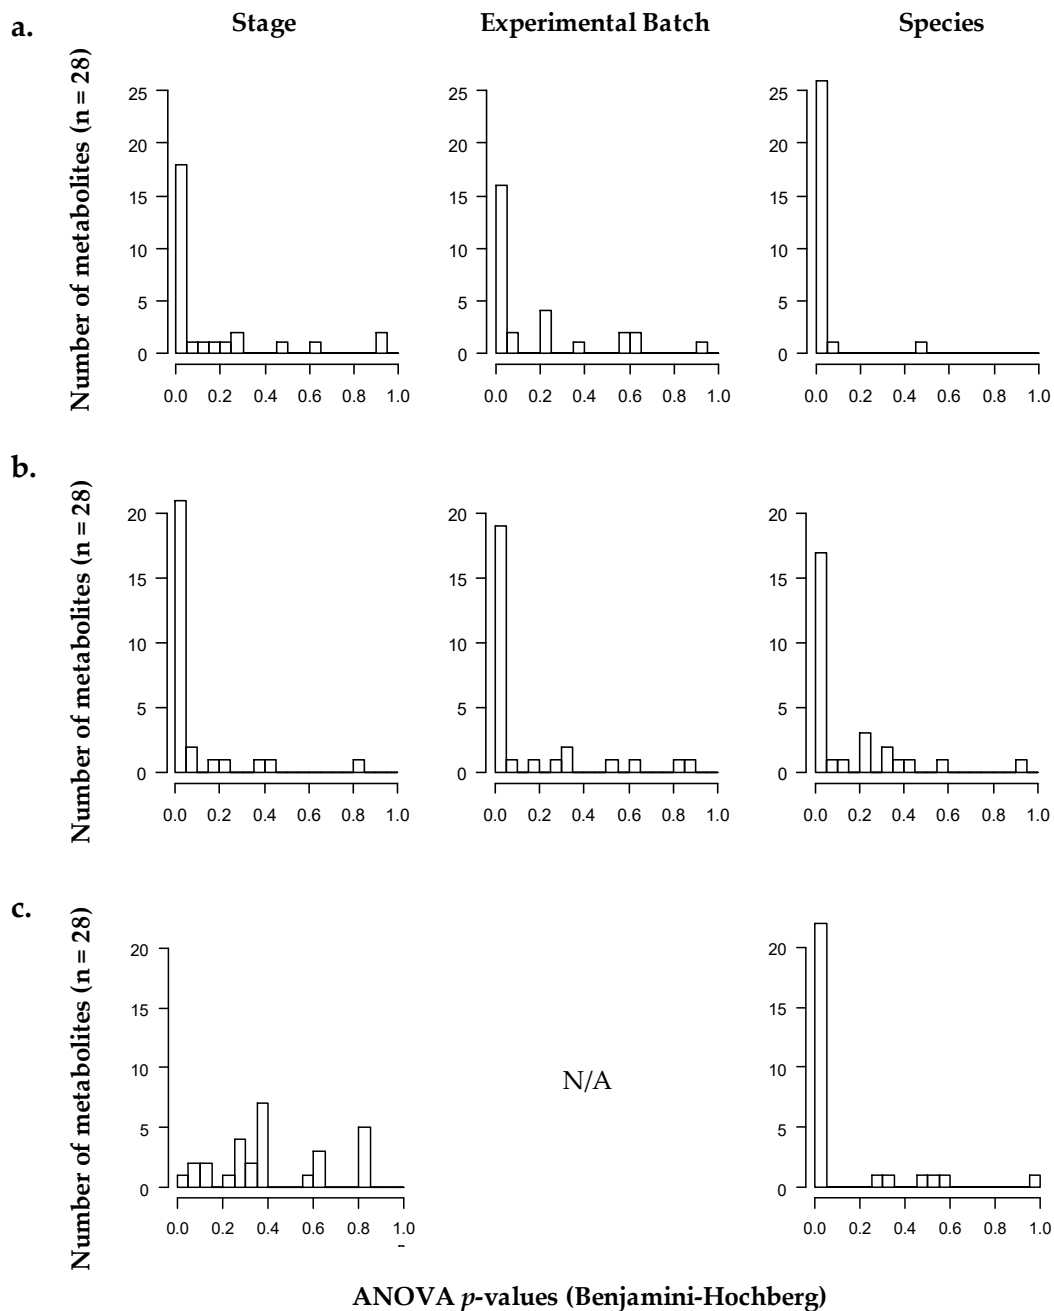 a.
Stage Experimental Batch Species
Number of metabolites (n = 28)
25 25 25
20 20 20
15 15 15
10 10 10
5 5 5
0 0 0
0.0 0.2 0.4 0.6 0.8 1.0 0.0 0.2 0.4 0.6 0.8 1.0 0.0 0.2 0.4 0.6 0.8 1.0
b.
Number of metabolites (n = 28)
20 20 20
15 15 15
10 10 10
5 5 5
0 0 0
0.0 0.2 0.4 0.6 0.8 1.0 0.0 0.2 0.4 0.6 0.8 1.0 0.0 0.2 0.4 0.6 0.8 1.0
c.
Number of metabolites (n = 28)
20 20
15 15
10 N/A 10
5 5
0 0
0.0 0.2 0.4 0.6 0.8 1.0 0.0 0.2 0.4 0.6 0.8 1.0
ANOVA p-values (Benjamini-Hochberg)